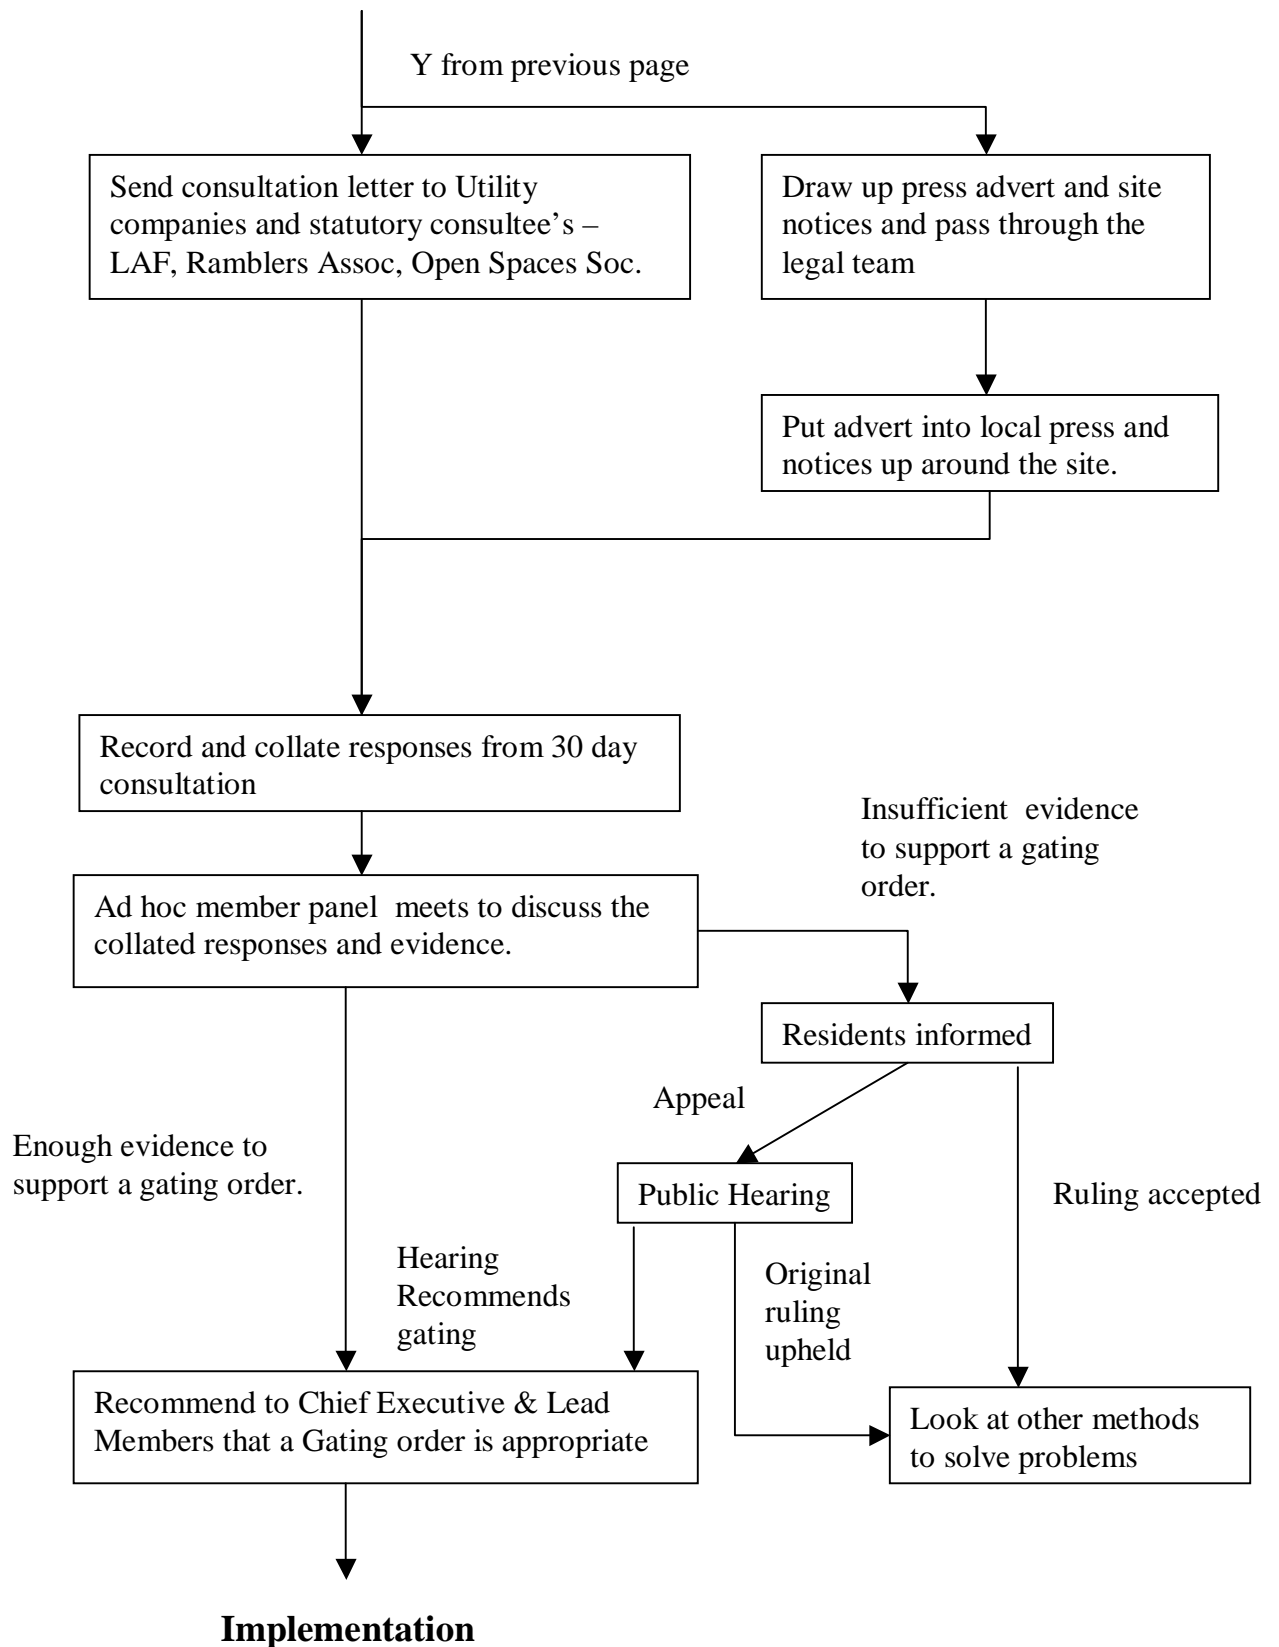 Y from previous page
Send consultation letter to Utility
companies and statutory consultee’s –
LAF, Ramblers Assoc, Open Spaces Soc.
Draw up press advert and site
notices and pass through the
legal team
Put advert into local press and
notices up around the site.
Record and collate responses from 30 day
consultation
Insufficient  evidence
to support a gating
order.
Ad hoc member panel  meets to discuss the
collated responses and evidence.
Residents informed
Appeal
Enough evidence to
support a gating order.
Public Hearing
Ruling accepted
Hearing
Recommends
gating
Original
ruling
upheld
Recommend to Chief Executive & Lead
Members that a Gating order is appropriate
Look at other methods
to solve problems
Implementation